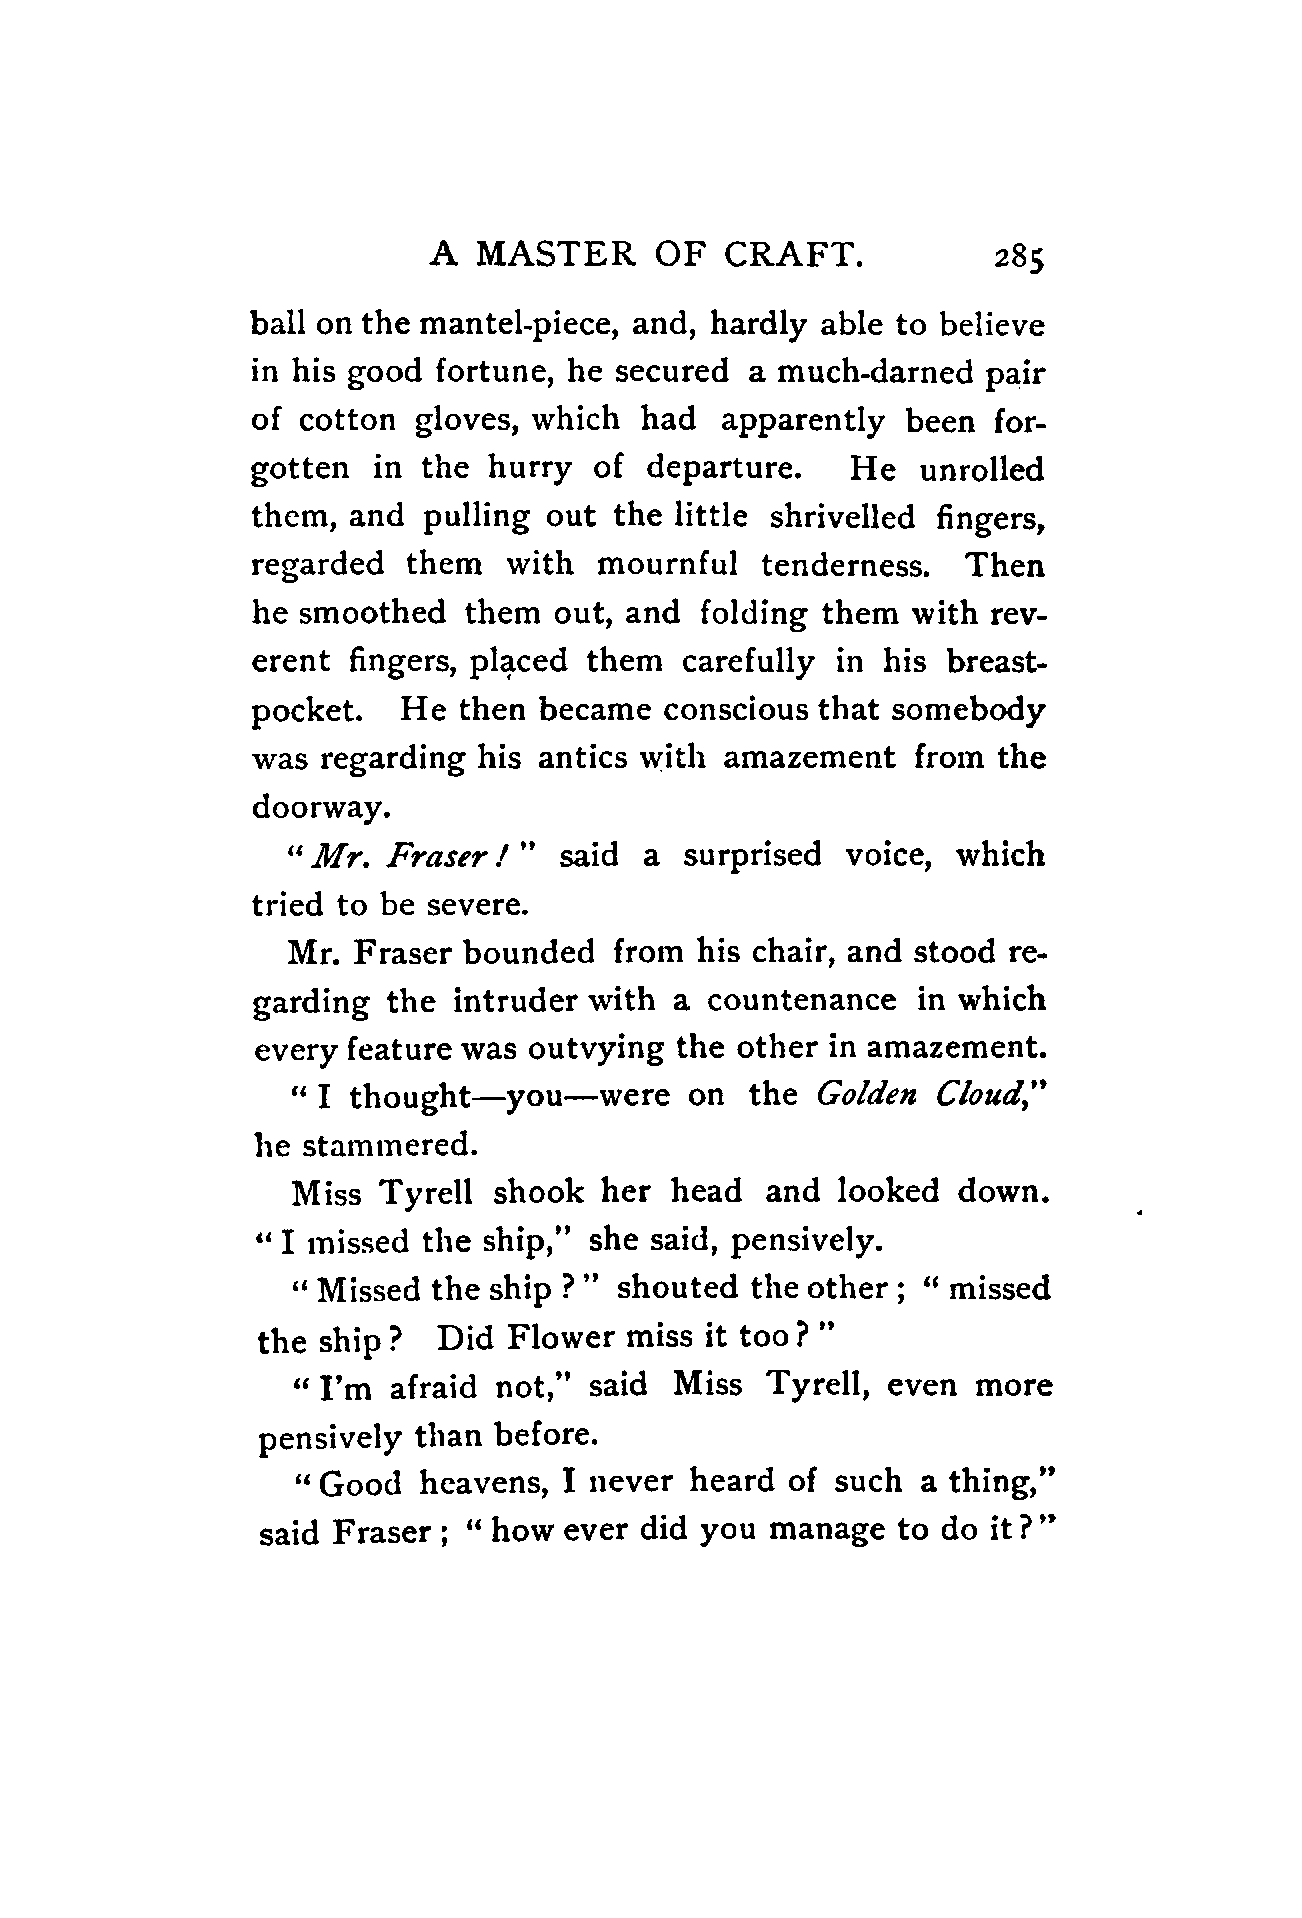 A MASTER OF CRAFT. 285
ball on the mantel-piece, and, hardly able to believe
in his good fortune, he secured a much-darned pair
of cotton gloves, which had apparently been for-
gotten in the hurry of departure. He unrolled
them, and pulling out the little shrivelled fingers,
regarded them with mournful tenderness. Then
he smoothed them out, and folding them with rev-
erent fingers, placed them carefully in his breast-
pocket. He then became conscious that somebody
was regarding his antics with amazement from the
doorway.
“ Mr. Fraser ! ” said a surprised voice, which
tried to be severe.
Mr. Fraser bounded from his chair, and stood re-
garding the intruder with a countenance in which
every feature was outvying the other in amazement.
“ I thought—you—were on the Golden Cloud,”
he stammered.
Miss Tyrell shook her head and looked down.
“ I missed the ship,” she said, pensively.
“ Missed the ship ? ” shouted the other ; “ missed
the ship ? Did Flower miss it too ? ”
“ I’m afraid not,” said Miss Tyrell, even more
pensively than before.
“ Good heavens, I never heard of such a thing,”
said Fraser ; “ how ever did you manage to do it ? ”